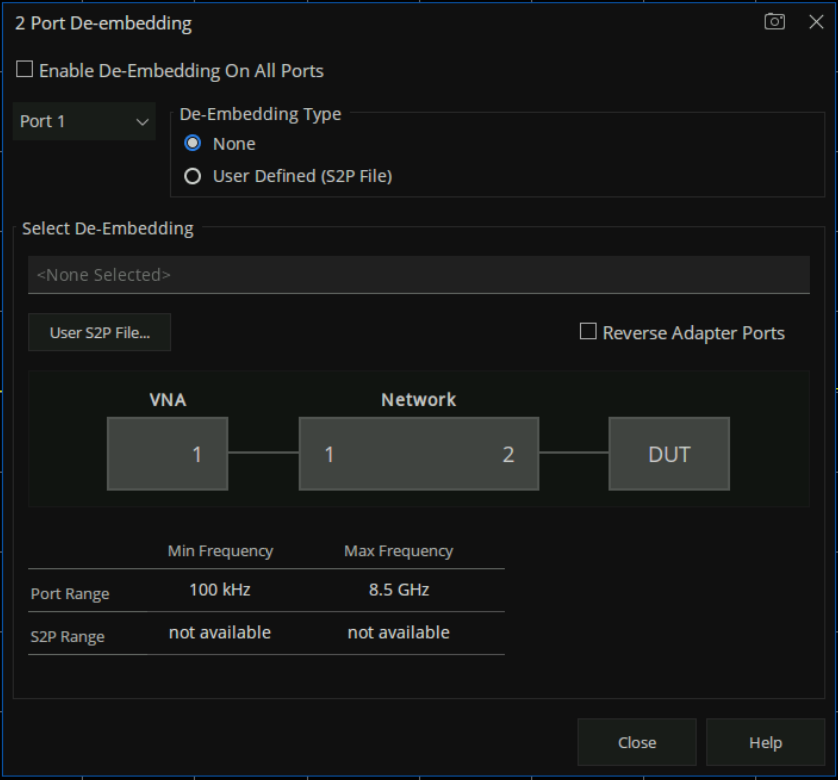 2 Port De-embedding
Enable De-Embedding On All Ports
Port 1
De-Embedding Type
None
User Defined (S2P File)
Select De-Embedding
<None Selected>
User S2P File...
Reverse Adapter Ports
VNA Network
1 1 2 DUT
Min Frequency Max Frequency
Port Range 100 kHz 8.5 GHz
S2P Range not available not available
Close Help